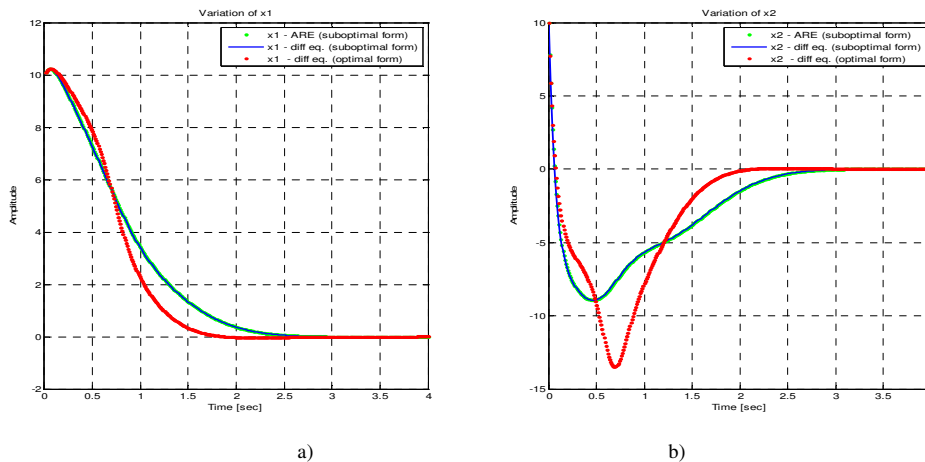 Variation of x1
x1 - ARE (suboptimal form)
x1 - diff eq. (suboptimal form)
x1 - diff eq. (optimal form)
12
10
8
6
4
2
0
-2
Amplitude
0 0.5 1 1.5 2 2.5 3 3.5 4
Time [sec]
a)
Variation of x2
x2 - ARE (suboptimal form)
x2 - diff eq. (suboptimal form)
x2 - diff eq. (optimal form)
10
5
0
-5
-10
-15
Amplitude
0 0.5 1 1.5 2 2.5 3 3.5
Time [sec]
b)